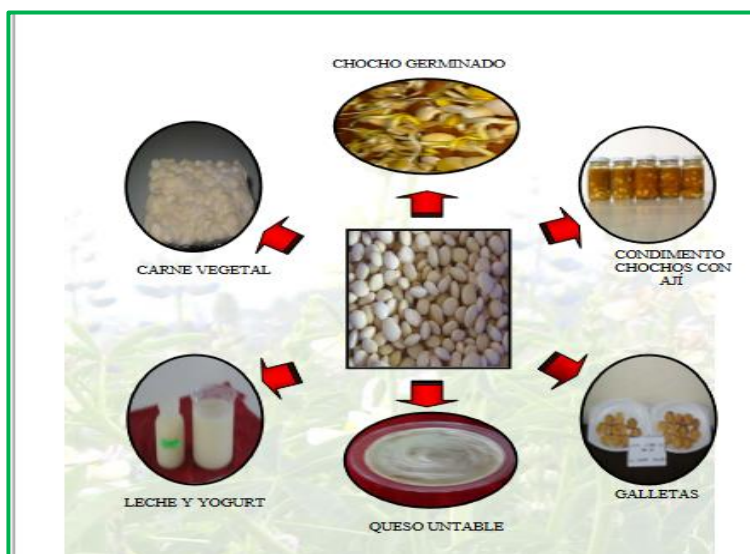 CHOCHO GERMINADO
CARNE VEGETAL
CONDIMENTO
CHOCHOS CON
AJÍ
LECHE Y YOGURT
QUESO UNTABLE
GALLETAS